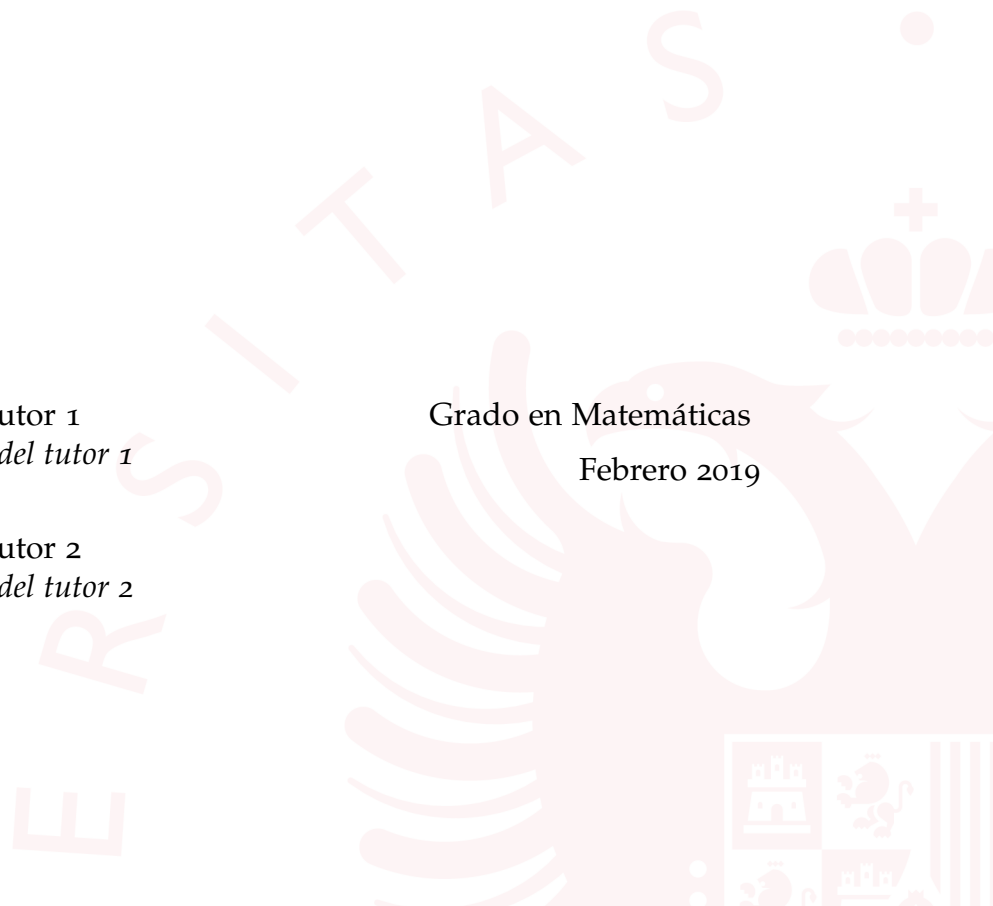 utor 1
del tutor 1
utor 2
del tutor 2
Grado en Matemáticas
Febrero 2019
E R S I T A S